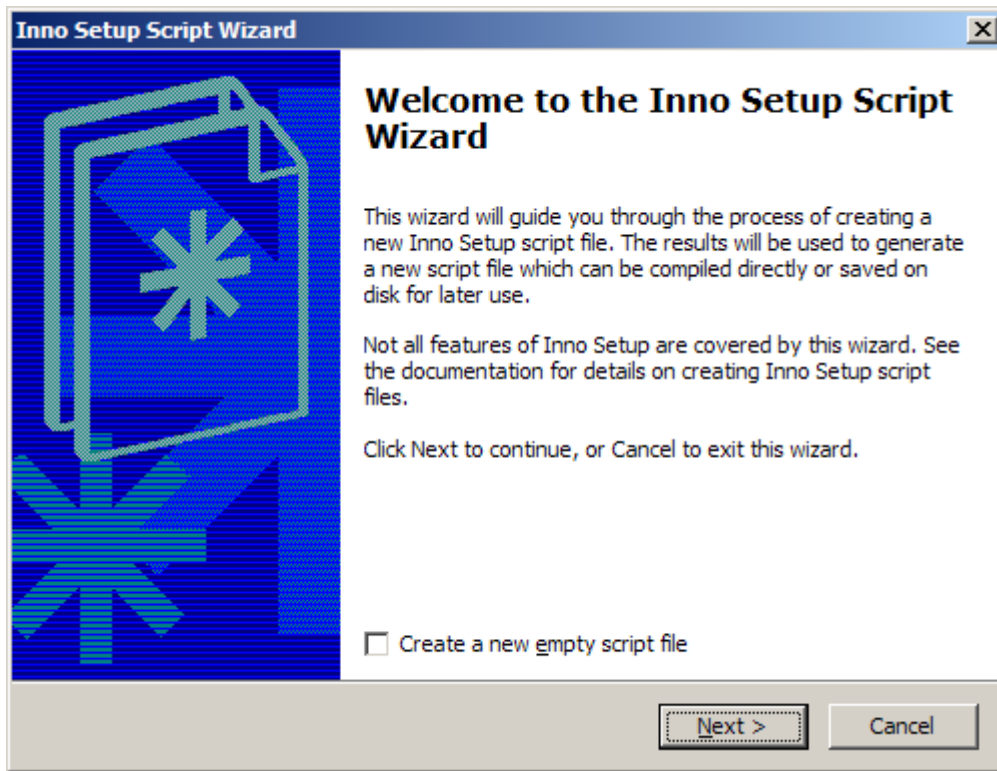 Inno Setup Script Wizard
Welcome to the Inno Setup Script
Wizard
This wizard will guide you through the process of creating a
new Inno Setup script file. The results will be used to generate
a new script file which can be compiled directly or saved on
disk for later use.
Not all features of Inno Setup are covered by this wizard. See
the documentation for details on creating Inno Setup script
files.
Click Next to continue, or Cancel to exit this wizard.
Create a new empty script file
Next >
Cancel